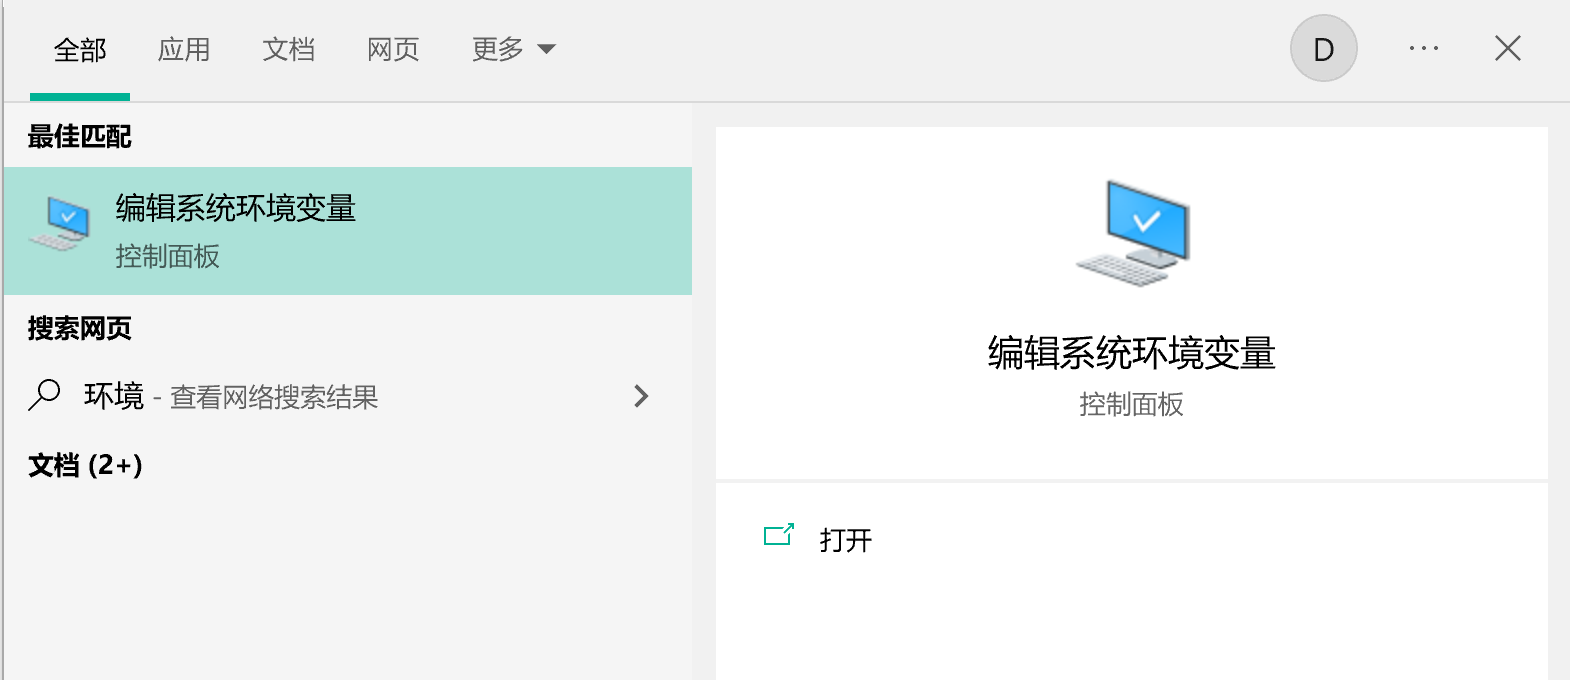 全部 应用 文档 网页 更多
D
最佳匹配
编辑系统环境变量
控制面板
搜索网页
环境 - 查看网络搜索结果
文档 (2+)
编辑系统环境变量
控制面板
打开